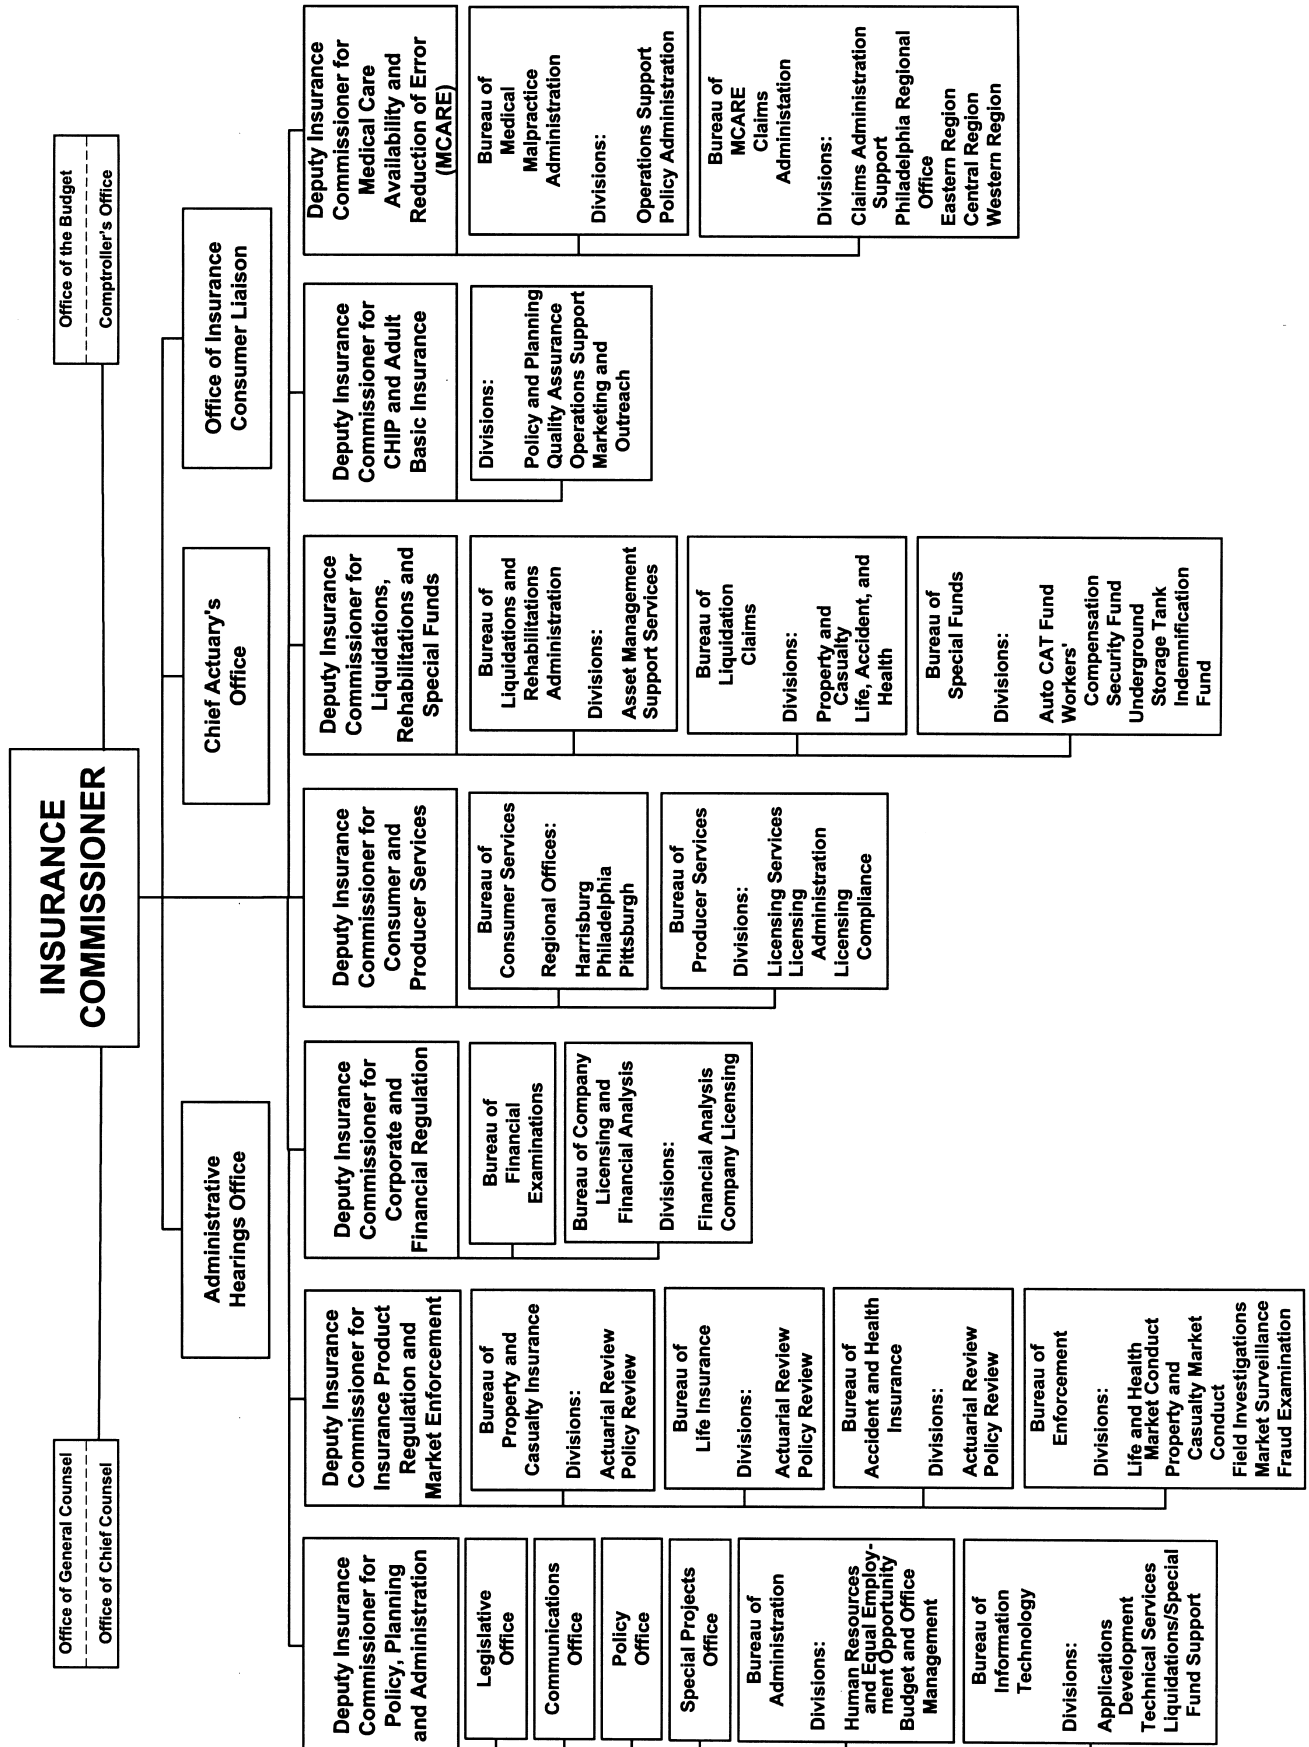 INSURANCE
COMMISSIONER
Office of General Counsel
Office of Chief Counsel
Office of the Budget
Comptroller's Office
Administrative
Hearings Office
Chief Actuary's
Office
Office of Insurance
Consumer Liaison
Deputy Insurance
Commissioner for
Policy, Planning
and Administration
Legislative
Office
Communications
Office
Policy
Office
Special Projects
Office
Bureau of
Administration
Divisions:
Human Resources
and Equal Employ-
ment Opportunity
Budget and Office
Management
Bureau of
Information
Technology
Divisions:
Applications
Development
Technical Services
Liquidations/Special
Fund Support
Deputy Insurance
Commissioner for
Insurance Product
Regulation and
Market Enforcement
Bureau of
Property and
Casualty Insurance
Divisions:
Actuarial Review
Policy Review
Bureau of
Life Insurance
Divisions:
Actuarial Review
Policy Review
Bureau of
Accident and Health
Insurance
Divisions:
Actuarial Review
Policy Review
Bureau of
Enforcement
Divisions:
Life and Health
Market Conduct
Property and
Casualty Market
Conduct
Field Investigations
Market Surveillance
Fraud Examination
Deputy Insurance
Commissioner for
Corporate and
Financial Regulation
Bureau of
Financial
Examinations
Bureau of Company
Licensing and
Financial Analysis
Divisions:
Financial Analysis
Company Licensing
Deputy Insurance
Commissioner for
Consumer and
Producer Services
Bureau of
Consumer Services
Regional Offices:
Harrisburg
Philadelphia
Pittsburgh
Bureau of
Producer Services
Divisions:
Licensing Services
Licensing
Administration
Licensing
Compliance
Deputy Insurance
Commissioner for
Liquidations,
Rehabilitations and
Special Funds
Bureau of
Liquidations and
Rehabilitations
Administration
Divisions:
Asset Management
Support Services
Bureau of
Liquidation
Claims
Divisions:
Property and
Casualty
Life, Accident, and
Health
Bureau of
Special Funds
Divisions:
Auto CAT Fund
Workers'
Compensation
Security Fund
Underground
Storage Tank
Indemnification
Fund
Deputy Insurance
Commissioner for
CHIP and Adult
Basic Insurance
Divisions:
Policy and Planning
Quality Assurance
Operations Support
Marketing and
Outreach
Deputy Insurance
Commissioner for
Medical Care
Availability and
Reduction of Error
(MCARE)
Bureau of
Medical
Malpractice
Administration
Divisions:
Operations Support
Policy Administration
Bureau of
MCARE
Claims
Administation
Divisions:
Claims Administration
Support
Philadelphia Regional
Office
Eastern Region
Central Region
Western Region